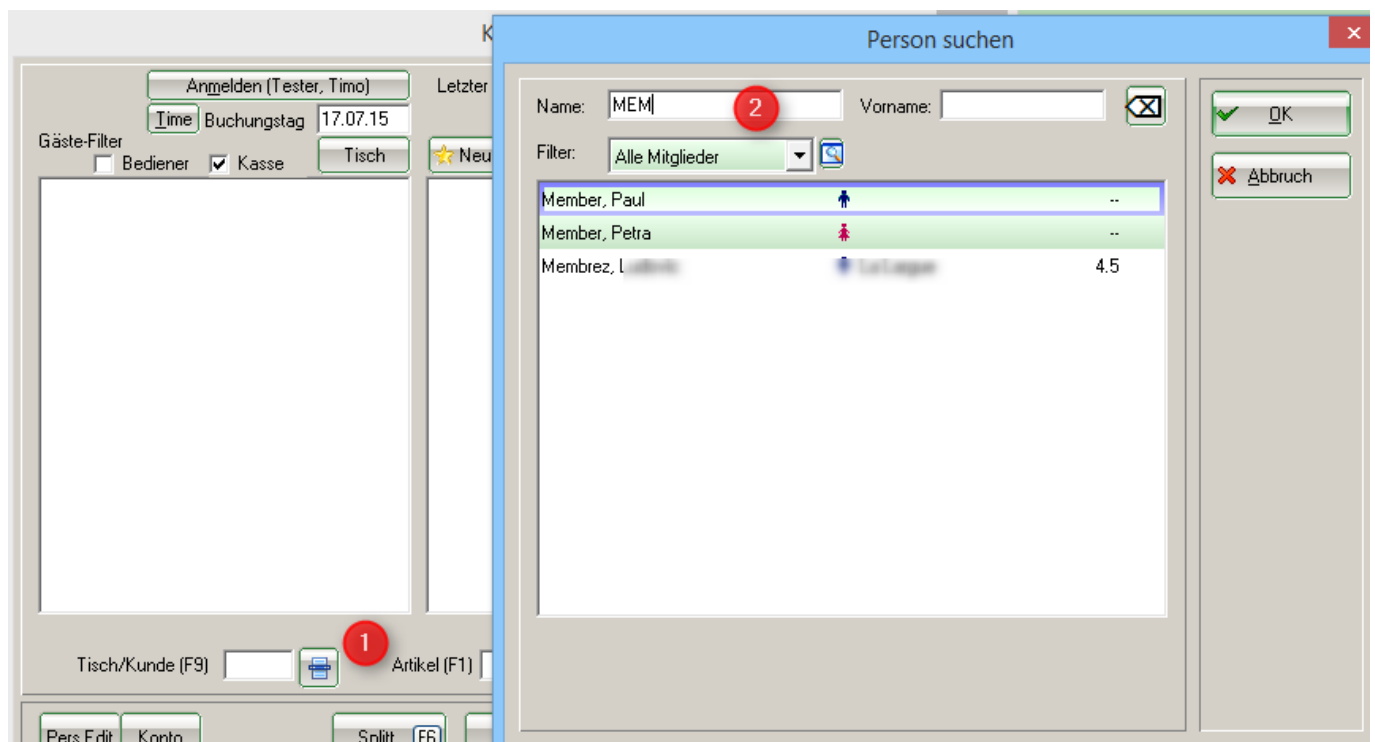 K
Person suchen
Anmelden (Tester, Timo)
Letzter
Time
Buchungstag
17.07.15
Gäste-Filter
Bediener
Kasse
Tisch
Neu
1
Tisch/Kunde (F9)
Artikel (F1)
Pers.Edit
Konto
Splitt
F6
Name:
MEM
2
Vorname:
Filter:
Alle Mitglieder
Member, Paul
--
Member, Petra
--
Membrez, L
4.5
OK
Abbruch